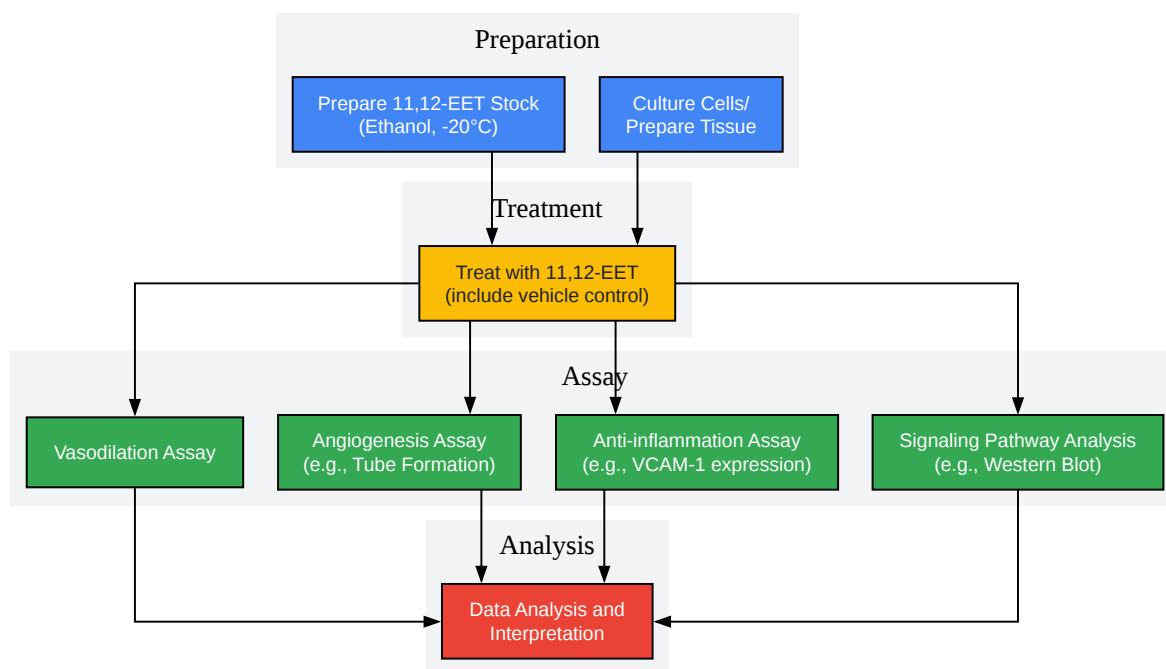 Preparation
Prepare 11,12-EET Stock
(Ethanol, -20°C)
Culture Cells/
Prepare Tissue
Treatment
Treat with 11,12-EET
(include vehicle control)
Assay
Vasodilation Assay
Angiogenesis Assay
(e.g., Tube Formation)
Anti-inflammation Assay
(e.g., VCAM-1 expression)
Signaling Pathway Analysis
(e.g., Western Blot)
Analysis
Data Analysis and
Interpretation